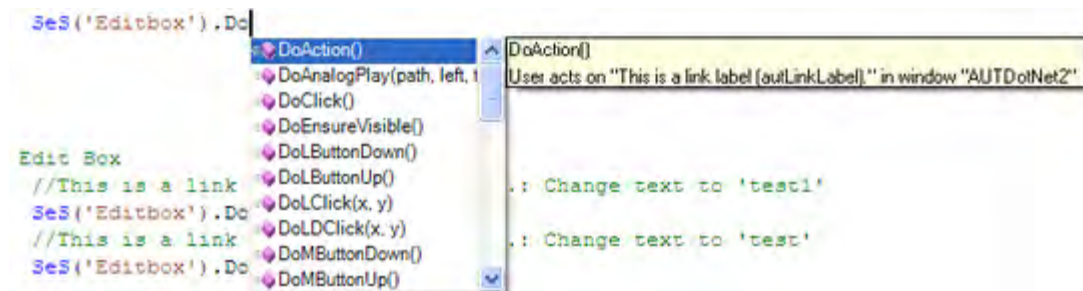 SeS('Editbox').Do
DoAction()
DoAnalogPlay(path, left, t
DoClick()
DoEnsureVisible()
DoLButtonDown()
DoLButtonUp()
DoLClick(x, y)
DoLDClick(x, y)
DoMButtonDown()
DoMButtonUp()
DoAction()
User acts on "This is a link label (autLinkLabel)." in window "AUTDotNet2"
Edit Box
//This is a link .: Change text to 'test1'
SeS('Editbox').Do
//This is a link .: Change text to 'test'
SeS('Editbox').Do